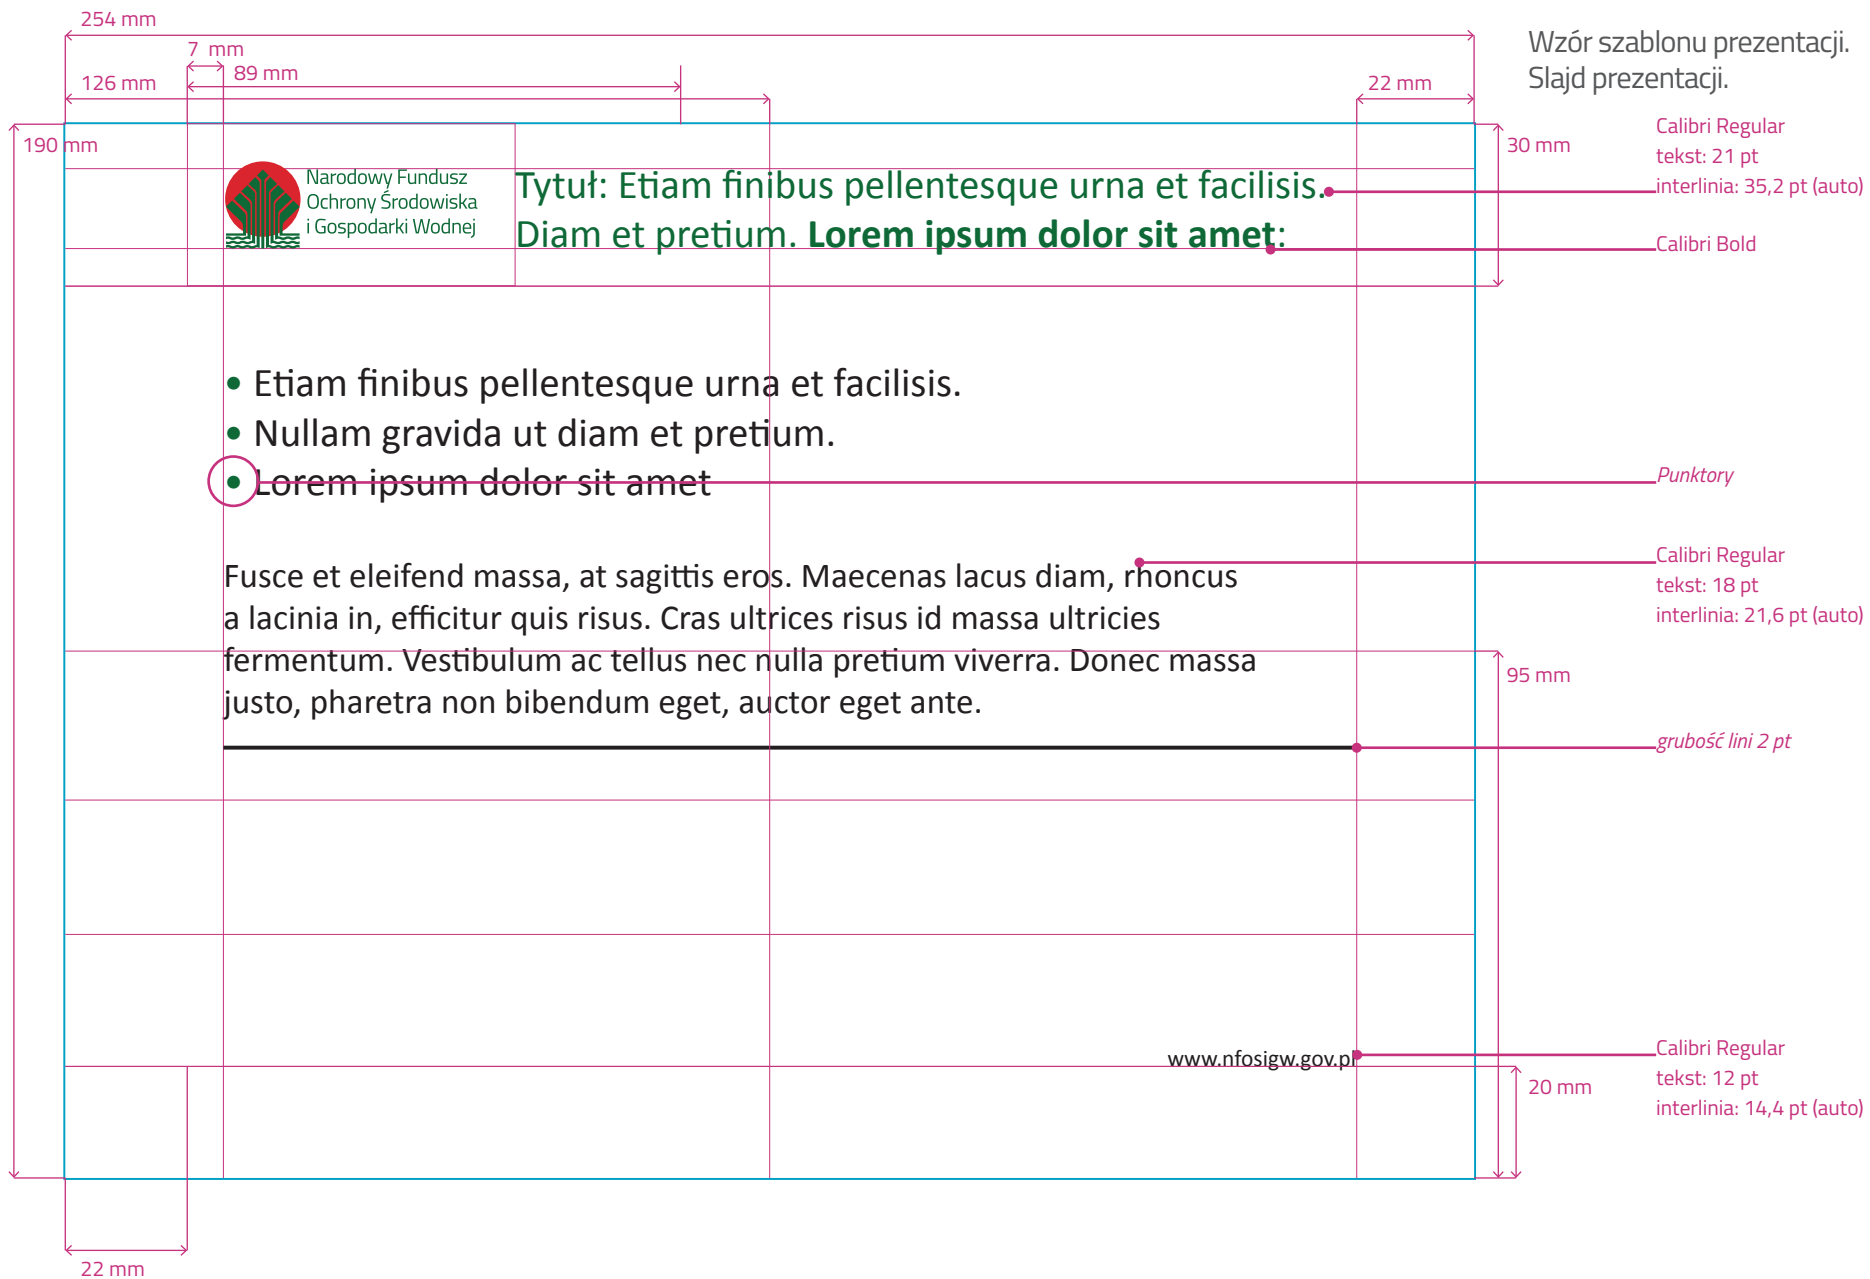 254 mm
7 mm
89 mm
126 mm
22 mm
Wzór szablonu prezentacji.
Slajd prezentacji.
190 mm
30 mm
Calibri Regular
tekst: 21 pt
interlinia: 35,2 pt (auto)
Narodowy Fundusz
Ochrony Środowiska
i Gospodarki Wodnej
Tytuł: Etiam finibus pellentesque urna et facilisis.
Diam et pretium. Lorem ipsum dolor sit amet:
Calibri Bold
• Etiam finibus pellentesque urna et facilisis.
• Nullam gravida ut diam et pretium.
• Lorem ipsum dolor sit amet
Punktory
Fusce et eleifend massa, at sagittis eros. Maecenas lacus diam, rhoncus
a lacinia in, efficitur quis risus. Cras ultrices risus id massa ultricies
fermentum. Vestibulum ac tellus nec nulla pretium viverra. Donec massa
justo, pharetra non bibendum eget, auctor eget ante.
Calibri Regular
tekst: 18 pt
interlinia: 21,6 pt (auto)
95 mm
grubość lini 2 pt
www.nfosigw.gov.pl
Calibri Regular
tekst: 12 pt
interlinia: 14,4 pt (auto)
20 mm
22 mm